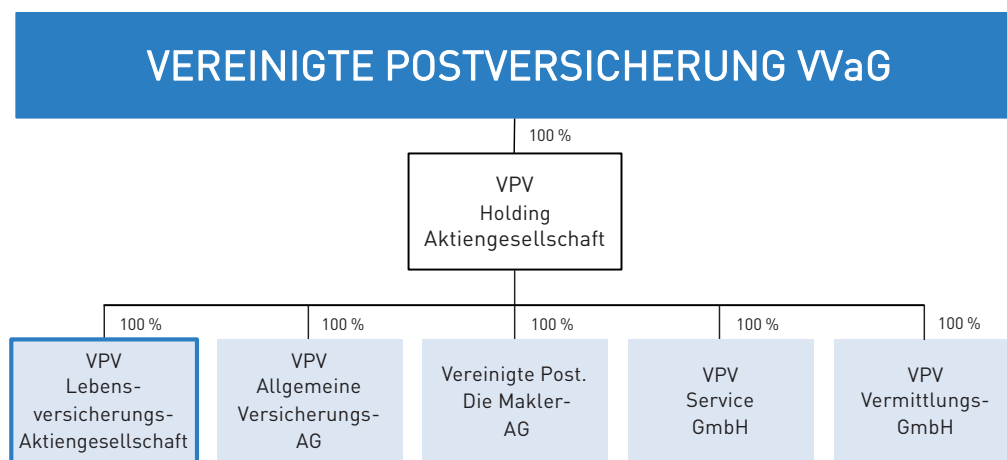 VEREINIGTE POSTVERSICHERUNG VVaG
100 %
VPV
Holding
Aktiengesellschaft
100 %
100 %
100 %
100 %
100 %
VPV
Lebens-
versicherungs-
Aktiengesellschaft
VPV
Allgemeine
Versicherungs-
AG
Vereinigte Post.
Die Makler-
AG
VPV
Service
GmbH
VPV
Vermittlungs-
GmbH